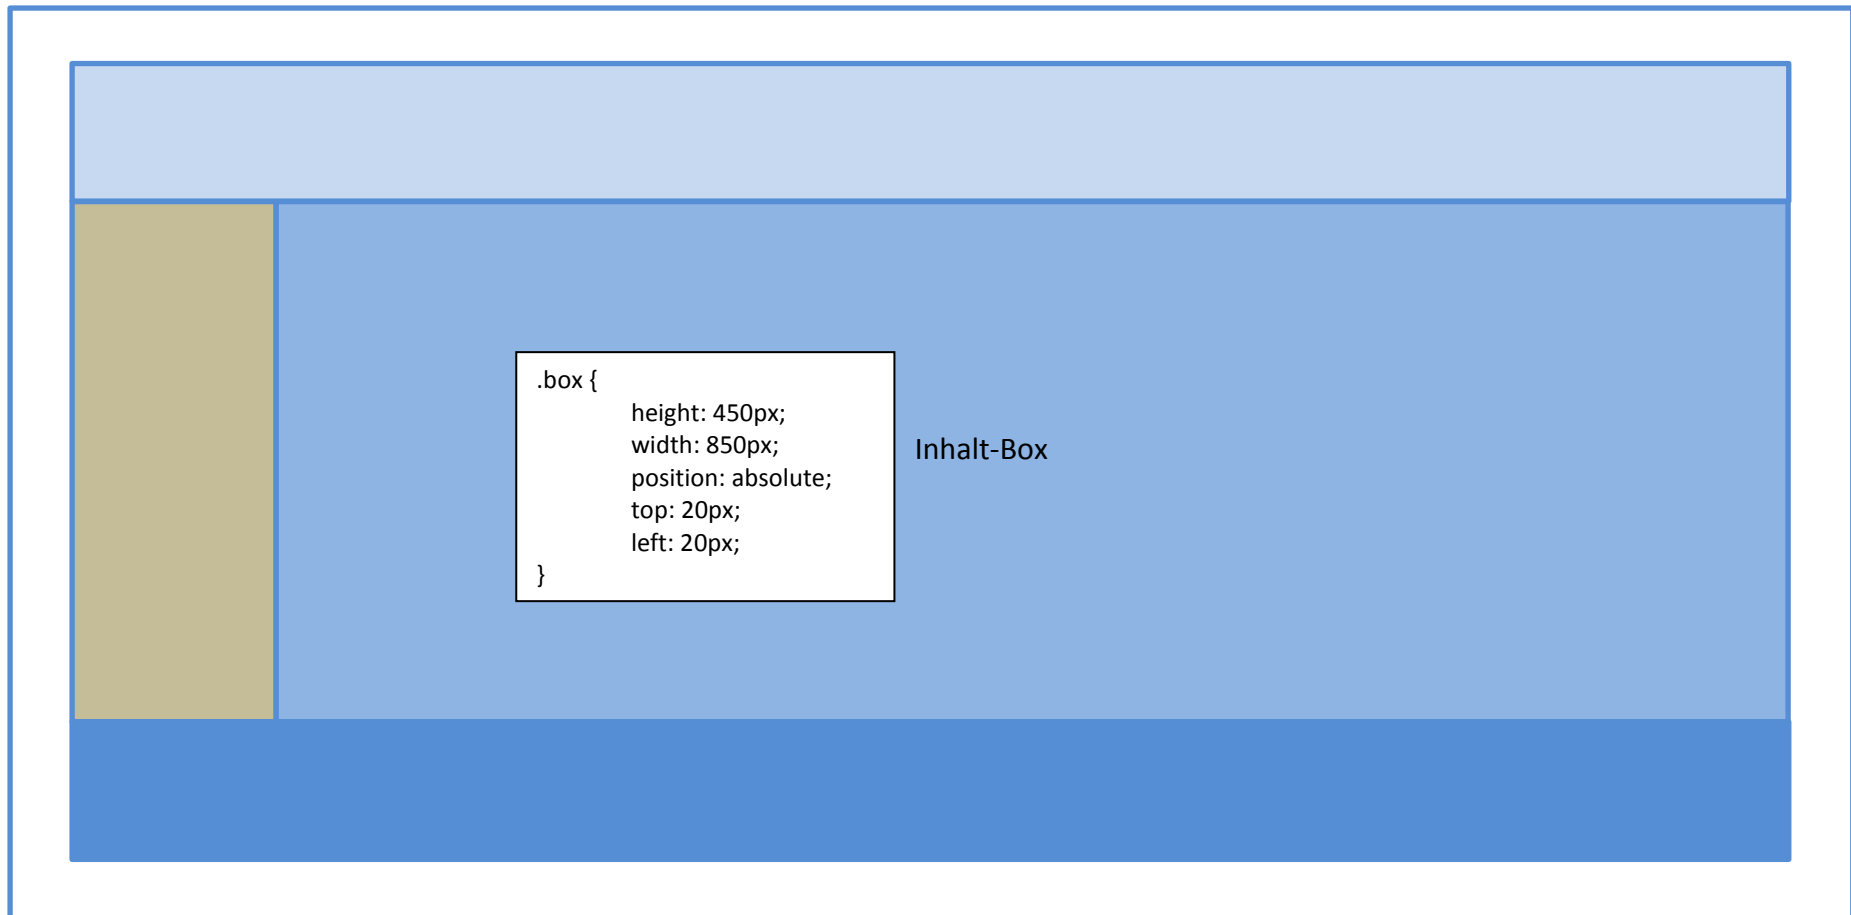 .box {
height: 450px;
width: 850px;
position: absolute;
top: 20px;
left: 20px;
}
Inhalt-Box